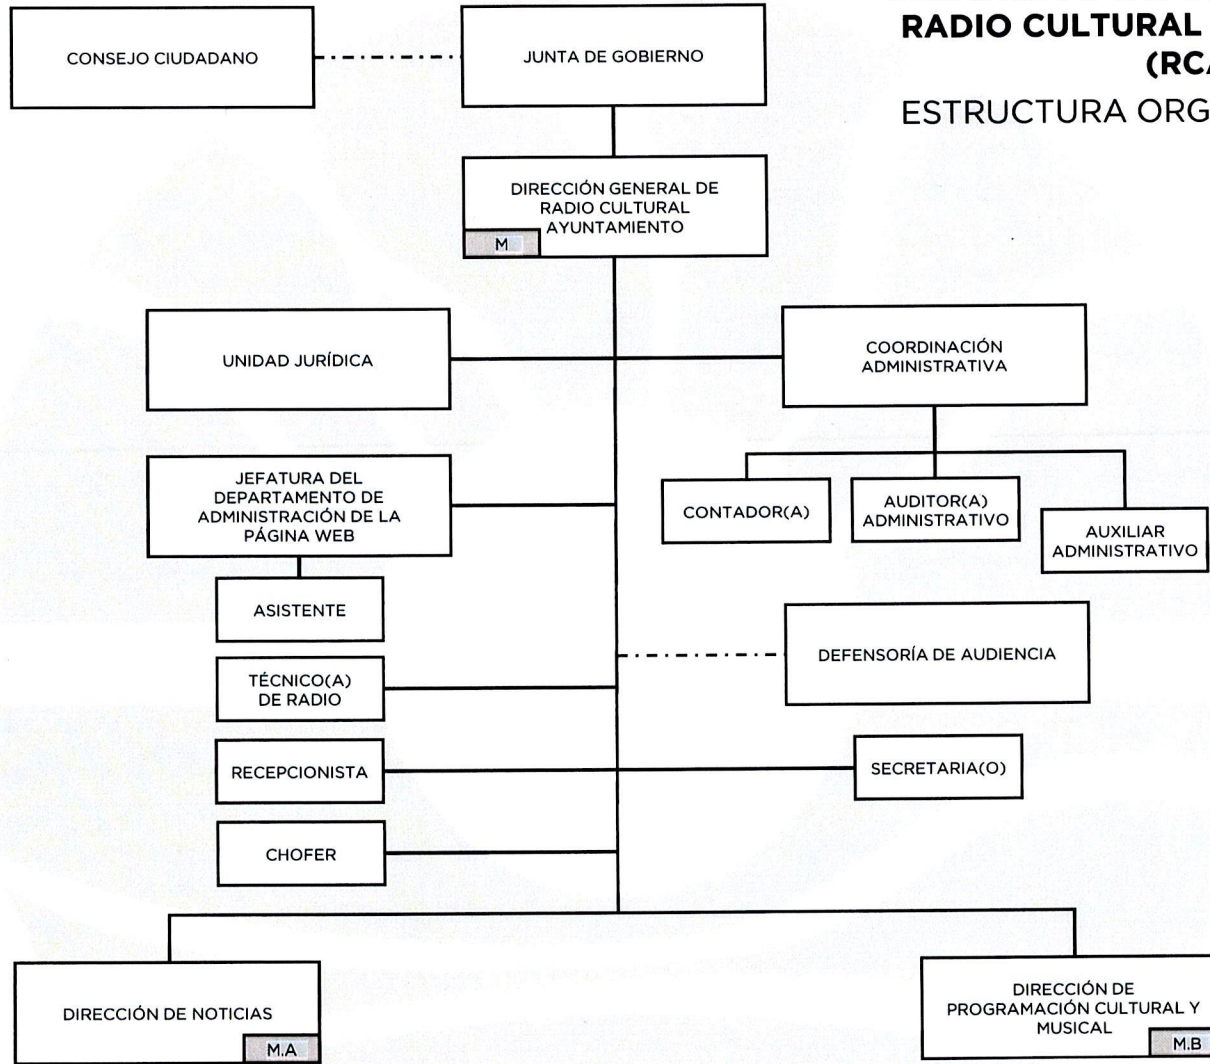 RADIO CULTURAL
(RCA
ESTRUCTURA ORG
CONSEJO CIUDADANO
JUNTA DE GOBIERNO
DIRECCIÓN GENERAL DE
RADIO CULTURAL
AYUNTAMIENTO
M
UNIDAD JURÍDICA
COORDINACIÓN
ADMINISTRATIVA
JEFATURA DEL
DEPARTAMENTO DE
ADMINISTRACIÓN DE LA
PÁGINA WEB
CONTADOR(A)
AUDITOR(A)
ADMINISTRATIVO
AUXILIAR
ADMINISTRATIVO
ASISTENTE
DEFENSORÍA DE AUDIENCIA
TÉCNICO(A)
DE RADIO
RECEPCIONISTA
SECRETARIA(O)
CHOFER
DIRECCIÓN DE NOTICIAS
M.A
DIRECCIÓN DE
PROGRAMACIÓN CULTURAL Y
MUSICAL
M.B